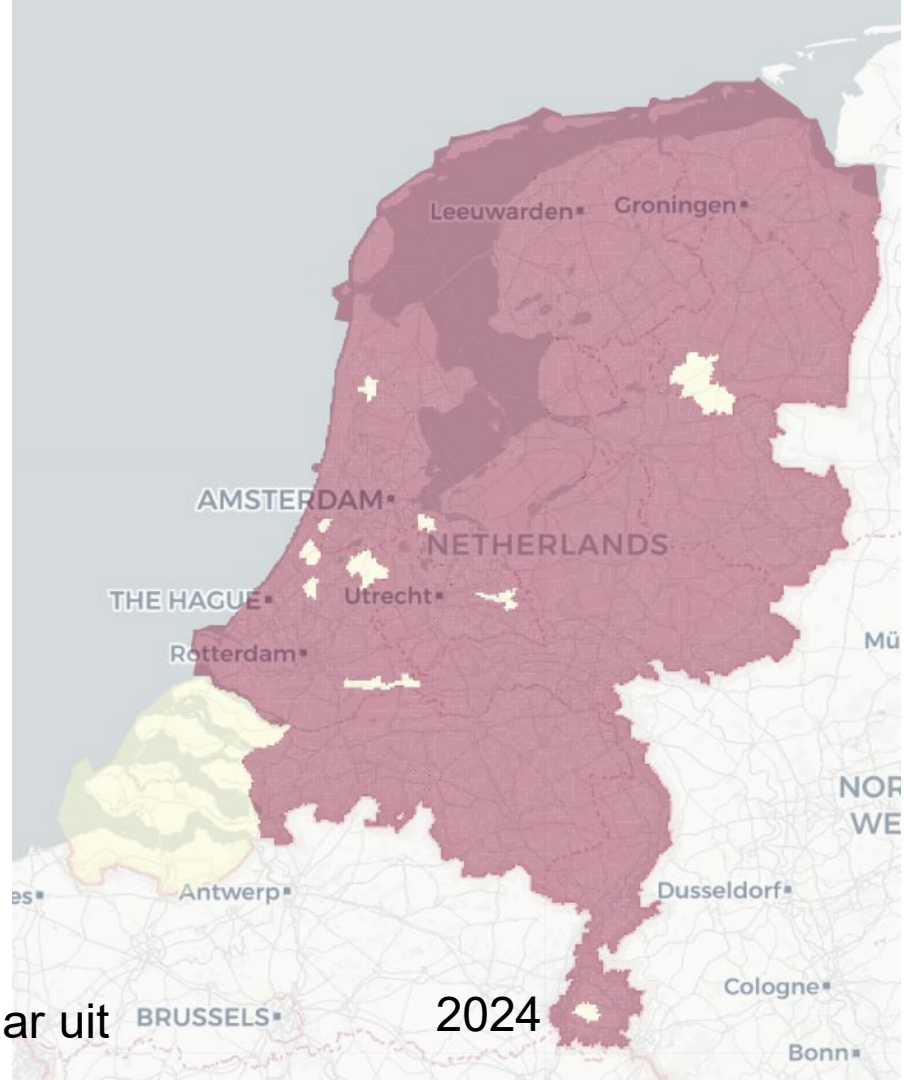 Leeuwarden
Groningen
AMSTERDAM
NETHERLANDS
THE HAGUE
Utrecht
Rotterdam
Mü
NOR
WE
es
Antwerp
Dusseldorf
Cologne
ar uit
BRUSSELS
2024
Bonn